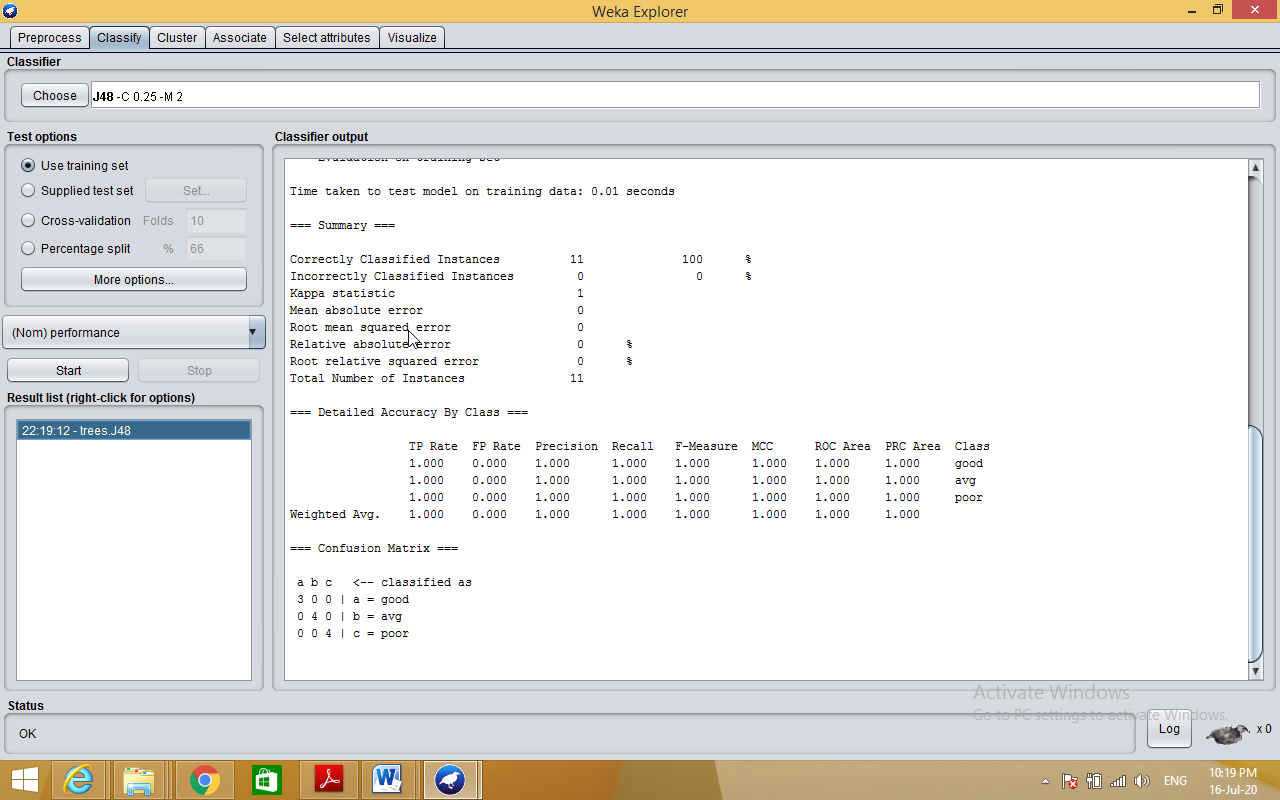 Weka Explorer
Preprocess Classify Cluster Associate Select attributes Visualize
Classifier
Choose J48 -C 0.25 -M 2
Test options
Use training set
Supplied test set Set...
Cross-validation Folds 10
Percentage split % 66
More options...
(Nom) performance
Start Stop
Result list (right-click for options)
22:19:12 - trees.J48
Classifier output
Evaluation on training set
Time taken to test model on training data: 0.01 seconds
=== Summary ===
Correctly Classified Instances 11 100 %
Incorrectly Classified Instances 0 0 %
Kappa statistic 1
Mean absolute error 0
Root mean squared error 0
Relative absolute error 0 %
Root relative squared error 0 %
Total Number of Instances 11
=== Detailed Accuracy By Class ===
TP Rate FP Rate Precision Recall F-Measure MCC ROC Area PRC Area Class
1.000 0.000 1.000 1.000 1.000 1.000 1.000 1.000 good
1.000 0.000 1.000 1.000 1.000 1.000 1.000 1.000 avg
1.000 0.000 1.000 1.000 1.000 1.000 1.000 1.000 poor
Weighted Avg. 1.000 0.000 1.000 1.000 1.000 1.000 1.000 1.000
=== Confusion Matrix ===
a b c <-- classified as
3 0 0 | a = good
0 4 0 | b = avg
0 0 4 | c = poor
Activate Windows
Go to PC settings to activate Windows.
Status
OK
Log
x 0
ENG
10:19 PM
16-Jul-20